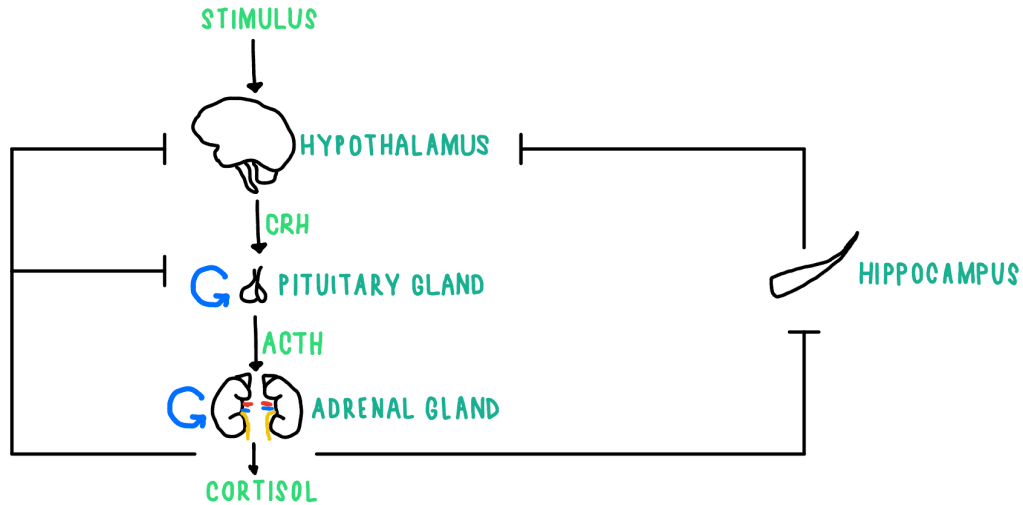 STIMULUS
HYPOTHALAMUS
CRH
PITUITARY GLAND
HIPPOCAMPUS
ACTH
ADRENAL GLAND
CORTISOL